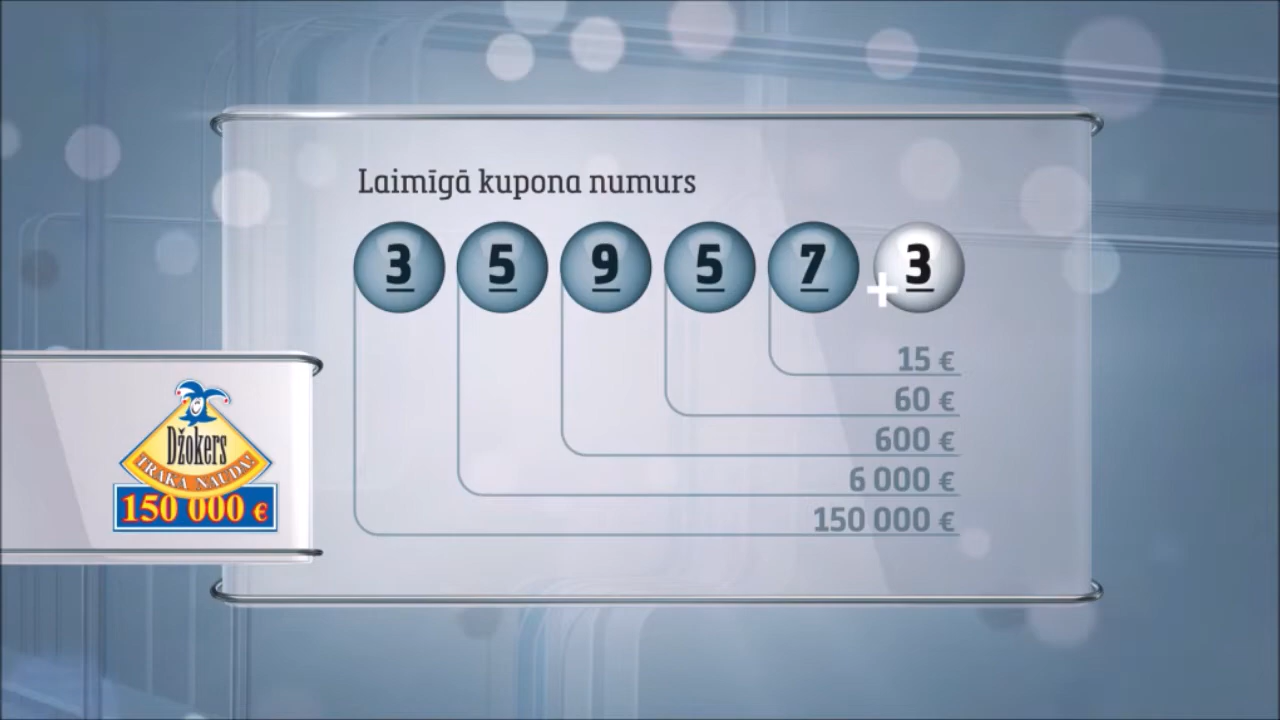 Laimīgā kupona numurs
3 5 9 5 7 + 3
15 €
60 €
600 €
6 000 €
150 000 €
Džokers
TRAKA NAUDA!
150 000 €